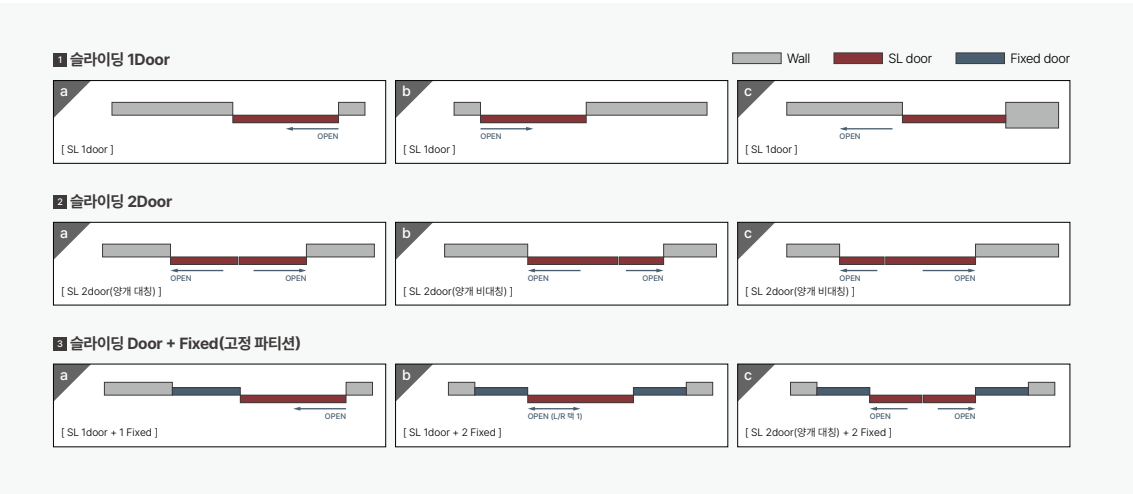 1 슬라이딩 1Door
Wall SL door Fixed door
a b c
OPEN OPEN OPEN
[ SL 1door ] [ SL 1door ] [ SL 1door ]
2 슬라이딩 2Door
a b c
OPEN OPEN OPEN OPEN OPEN OPEN
[ SL 2door(양개 대칭) ] [ SL 2door(양개 비대칭) ] [ SL 2door(양개 비대칭) ]
3 슬라이딩 Door + Fixed(고정 파티션)
a b c
OPEN OPEN (L/R 택 1) OPEN OPEN
[ SL 1door + 1 Fixed ] [ SL 1door + 2 Fixed ] [ SL 2door(양개 대칭) + 2 Fixed ]